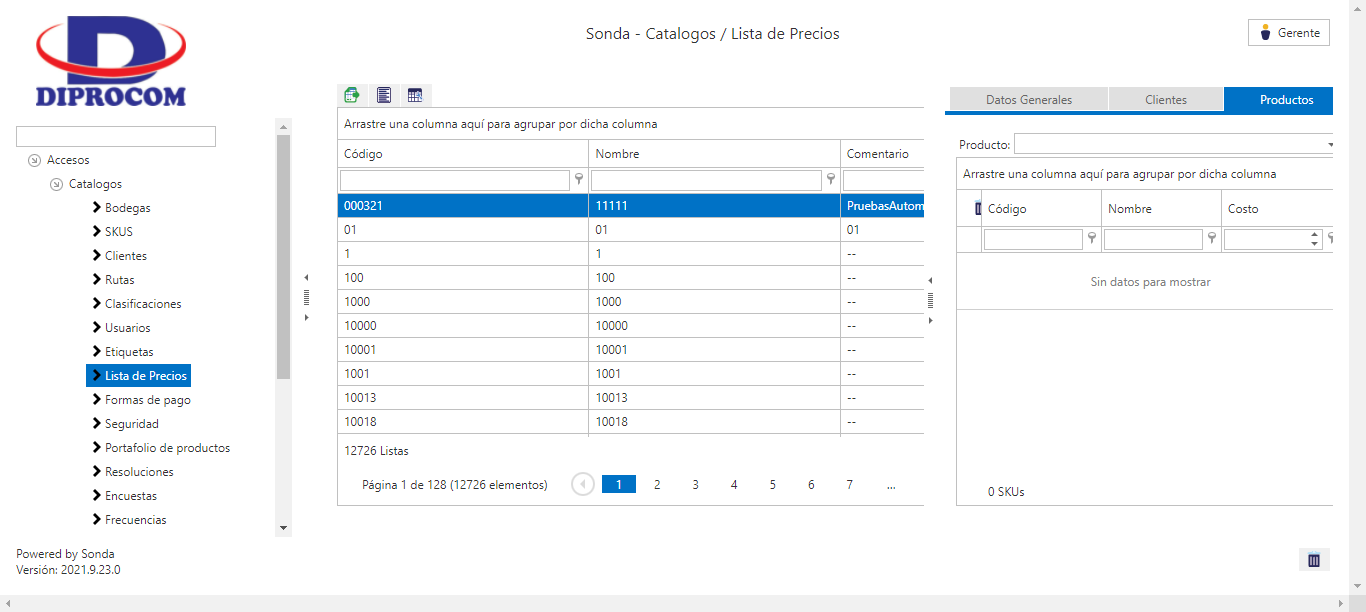 DIPROCOM
Sonda - Catalogos / Lista de Precios
Gerente
Accesos
Catalogos
Bodegas
SKUS
Clientes
Rutas
Clasificaciones
Usuarios
Etiquetas
Lista de Precios
Formas de pago
Seguridad
Portafolio de productos
Resoluciones
Encuestas
Frecuencias
Powered by Sonda
Versión: 2021.9.23.0
Arrastre una columna aquí para agrupar por dicha columna
Código Nombre Comentario
000321 11111 PruebasAutom
01 01 01
1 1 --
100 100 --
1000 1000 --
10000 10000 --
10001 10001 --
1001 1001 --
10013 10013 --
10018 10018 --
12726 Listas
Página 1 de 128 (12726 elementos) 1 2 3 4 5 6 7 ...
Datos Generales Clientes Productos
Producto:
Arrastre una columna aquí para agrupar por dicha columna
Código Nombre Costo
Sin datos para mostrar
0 SKUs